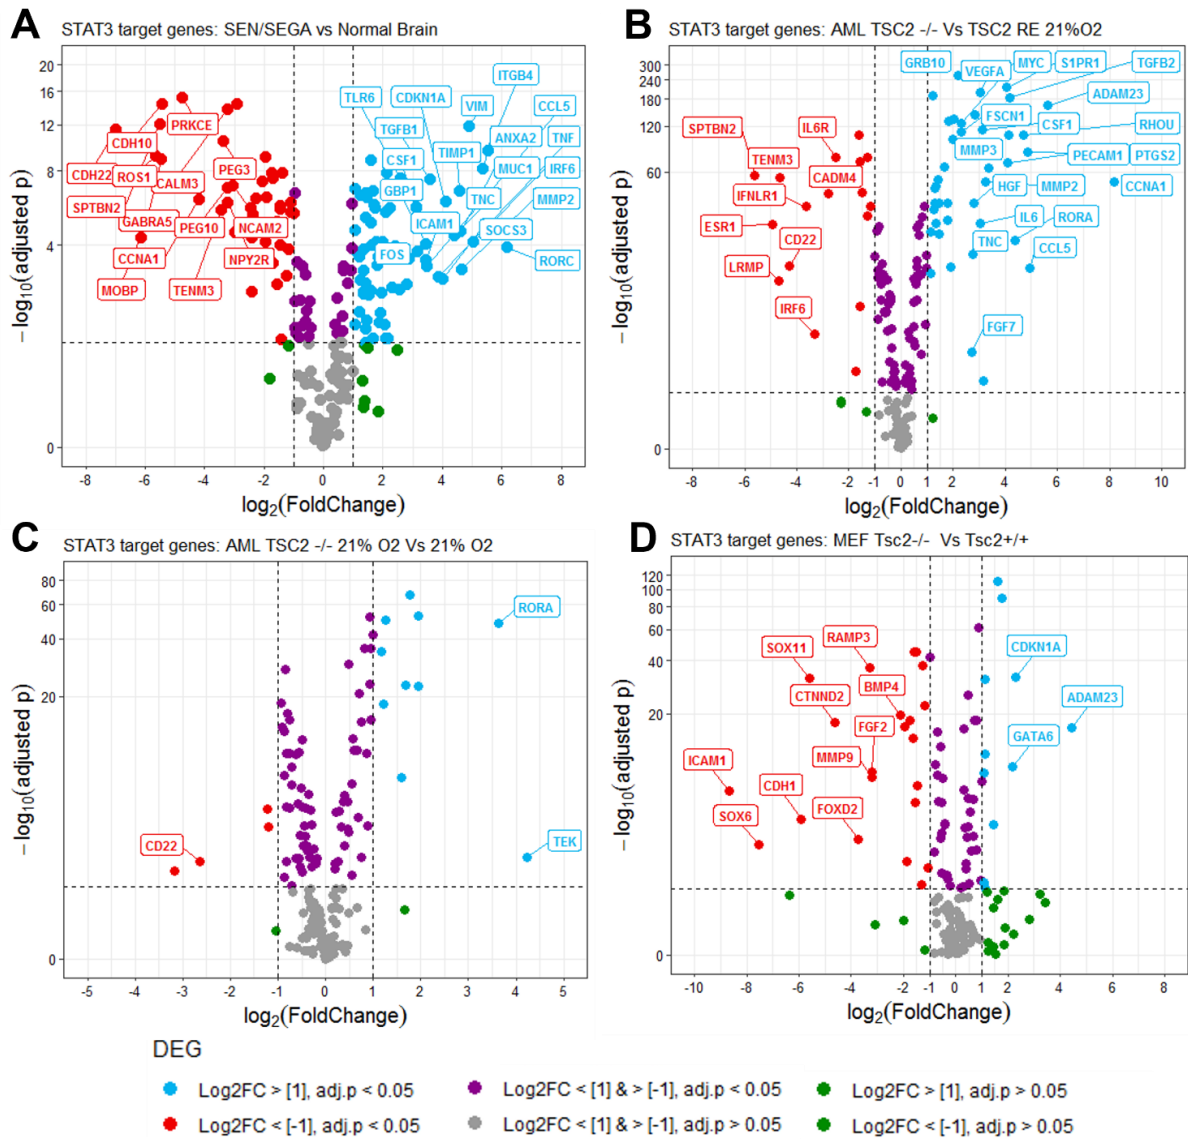 A
STAT3 target genes: SEN/SEGA vs Normal Brain
− log10(adjusted p)
20
16
12
8
4
0
ITGB4
TLR6
CDKN1A
VIM
CCL5
PRKCE
TGFB1
ANXA2
TNF
CDH10
CSF1
TIMP1
MUC1
IRF6
CDH22
ROS1
CALM3
PEG3
GBP1
TNC
MMP2
SPTBN2
GABRA5
PEG10
NCAM2
ICAM1
SOCS3
CCNA1
NPY2R
FOS
RORC
MOBP
TENM3
-8
-6
-4
-2
0
2
4
6
8
log2(FoldChange)
B
STAT3 target genes: AML TSC2 -/- Vs TSC2 RE 21%O2
− log10(adjusted p)
300
240
180
120
60
0
GRB10
VEGFA
MYC
S1PR1
TGFB2
ADAM23
SPTBN2
IL6R
FSCN1
CSF1
RHOU
TENM3
MMP3
PECAM1
PTGS2
IFNLR1
CADM4
HGF
MMP2
CCNA1
ESR1
CD22
IL6
RORA
LRMP
TNC
CCL5
IRF6
FGF7
-8
-6
-4
-2
-1
0
1
2
4
6
8
10
log2(FoldChange)
C
STAT3 target genes: AML TSC2 -/- 21% O2 Vs 21% O2
− log10(adjusted p)
80
60
40
20
0
RORA
CD22
TEK
-5
-4
-3
-2
-1
0
1
2
3
4
5
log2(FoldChange)
D
STAT3 target genes: MEF Tsc2-/- Vs Tsc2+/+
− log10(adjusted p)
120
100
80
60
40
20
0
SOX11
RAMP3
CDKN1A
CTNND2
BMP4
ADAM23
FGF2
GATA6
ICAM1
MMP9
CDH1
SOX6
FOXD2
-10
-8
-6
-4
-2
-1
0
1
2
4
6
8
log2(FoldChange)
DEG
Log2FC > [1], adj.p < 0.05
Log2FC < [1] & > [-1], adj.p < 0.05
Log2FC > [1], adj.p > 0.05
Log2FC < [-1], adj.p < 0.05
Log2FC < [1] & > [-1], adj.p > 0.05
Log2FC < [-1], adj.p > 0.05